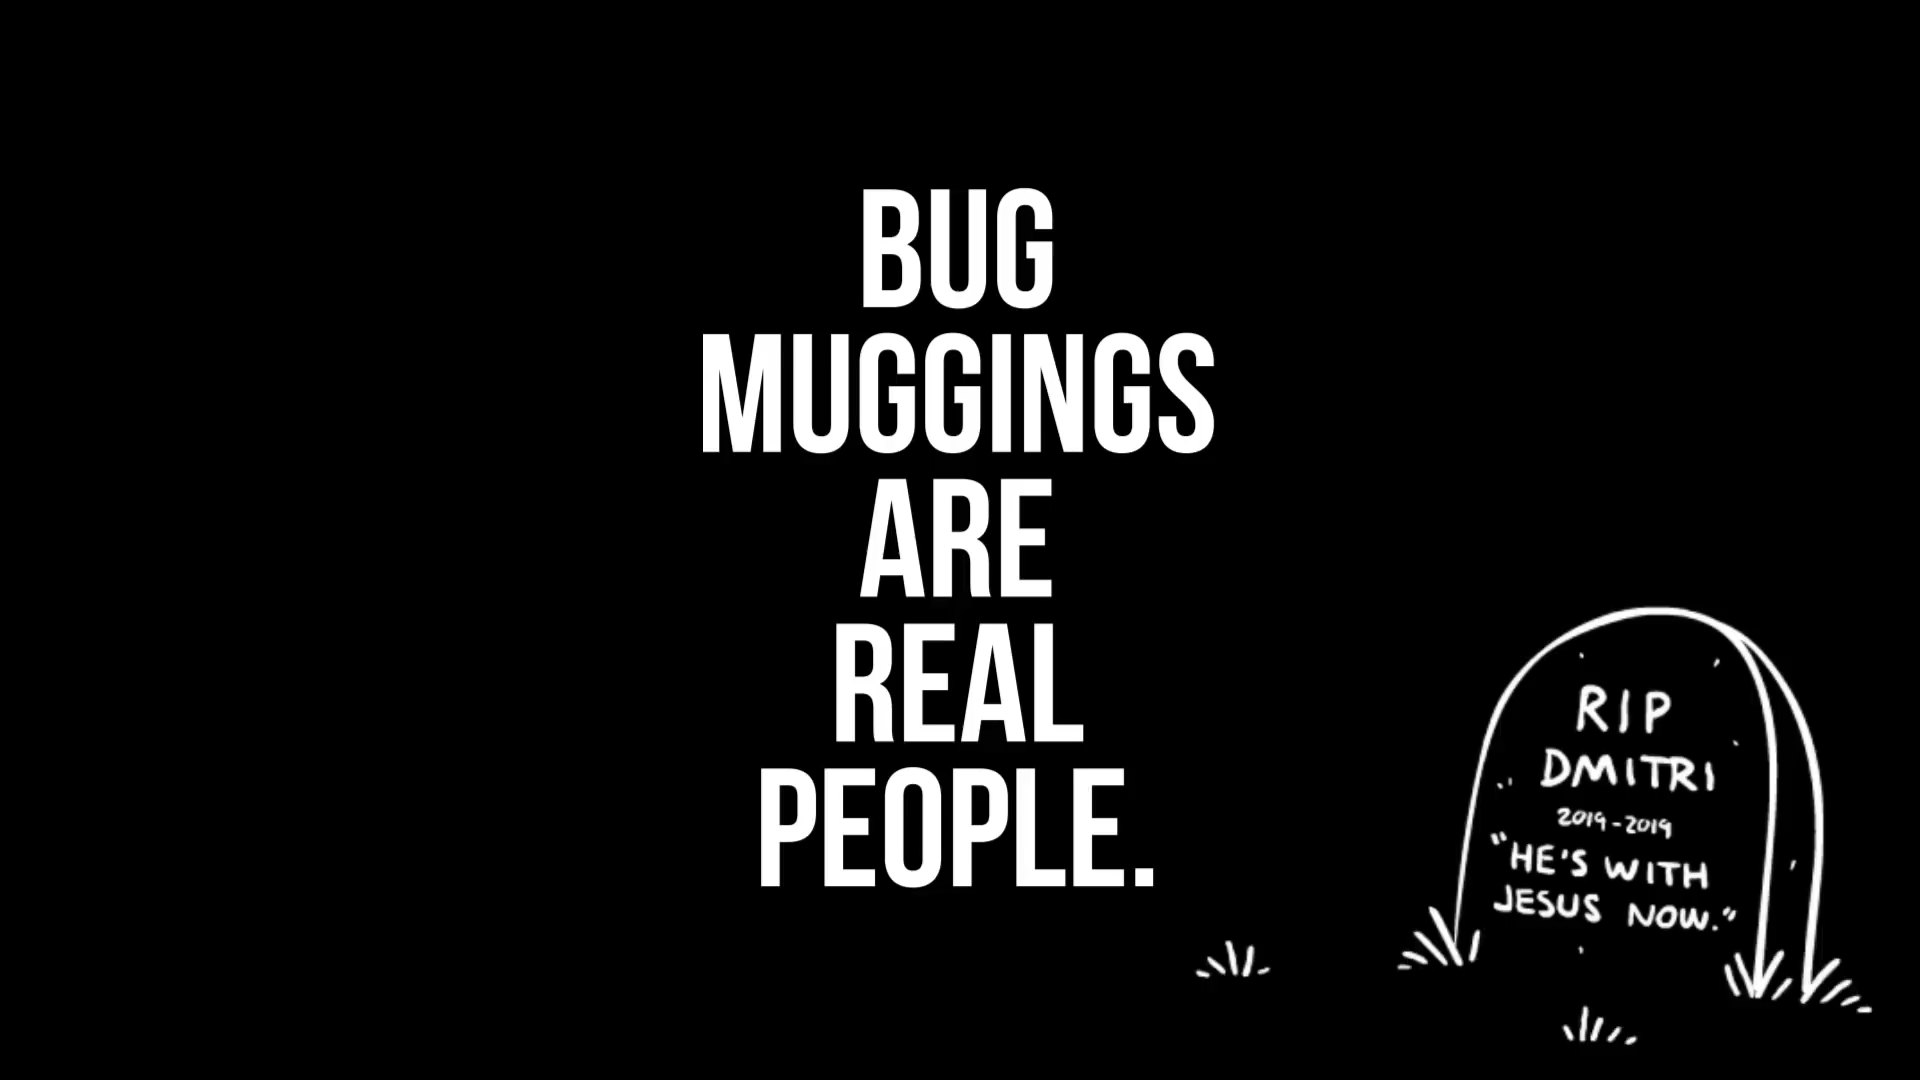 BUG
MUGGINGS
ARE
REAL
PEOPLE.
RIP
DMITRI
2019-2019
"HE'S WITH
JESUS NOW."